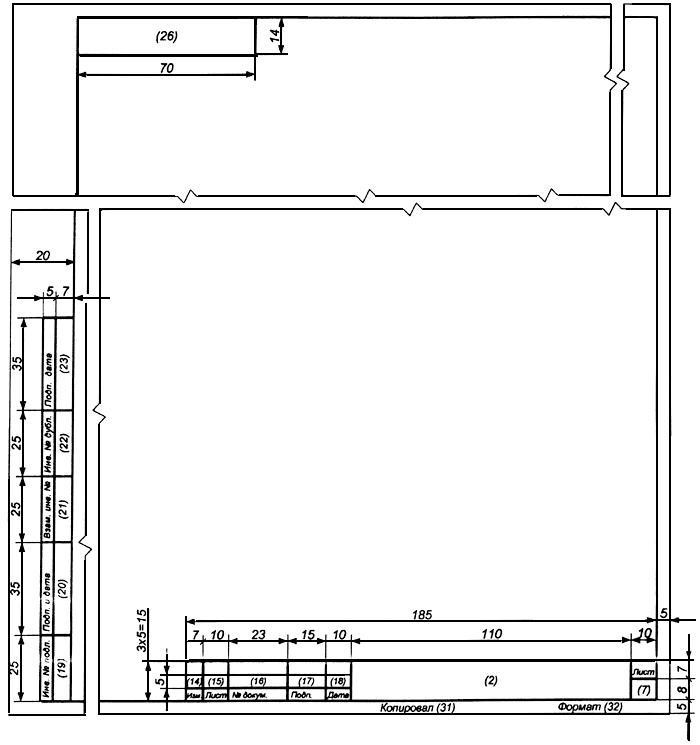 (26)
14
70
20
5 7
35 Подп. дата (23)
25 Инв. № дубл. (22)
25 Взам. инв. № (21)
35 Подп. и дата (20)
25 Инв. № подл. (19)
185 5
3x5=15 7 10 23 15 10 110 10
5 (14) (15) (16) (17) (18) (2) Лист 7
Изм Лист № докум. Подп. Дата (7) 8
Копировал (31) Формат (32) 5